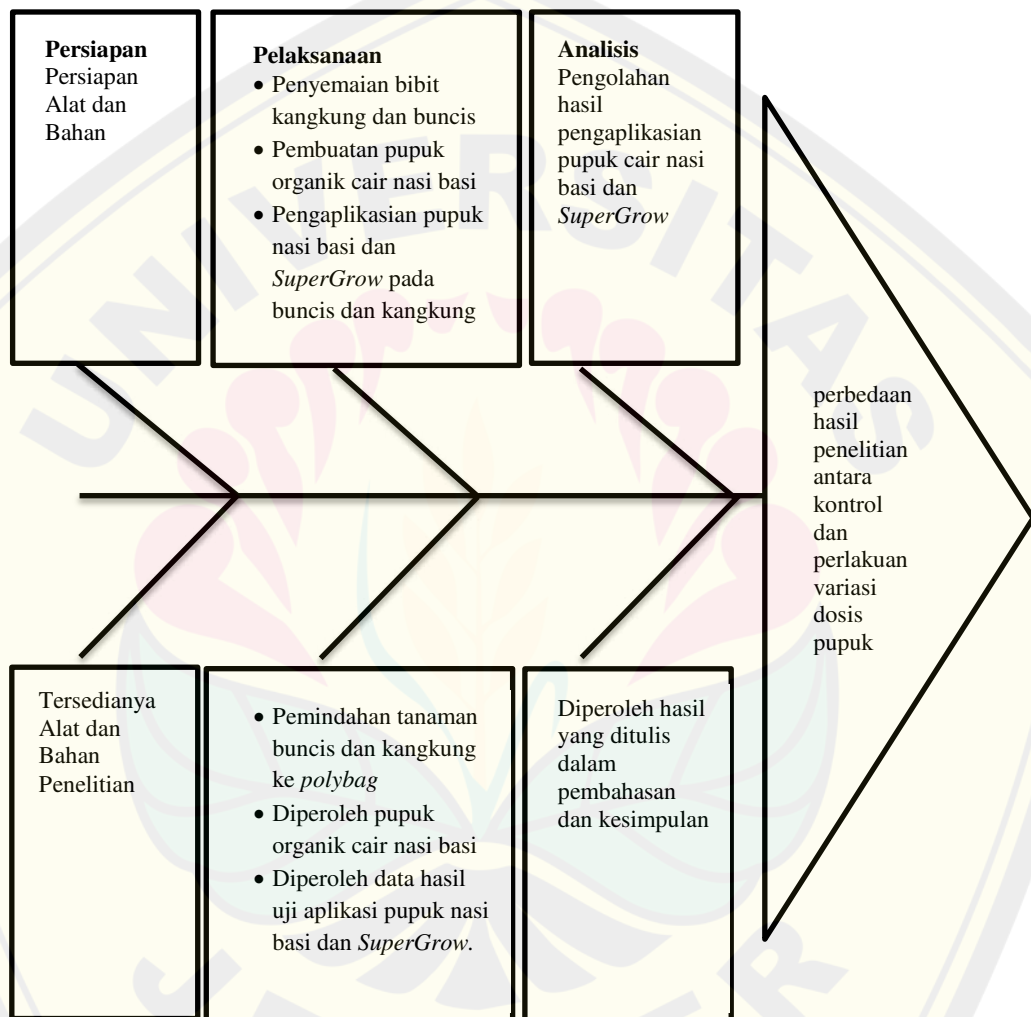 Persiapan
Persiapan
Alat dan
Bahan
Pelaksanaan
• Penyemaian bibit
kangkung dan buncis
• Pembuatan pupuk
organik cair nasi basi
• Pengaplikasian pupuk
nasi basi dan
SuperGrow pada
buncis dan kangkung
Analisis
Pengolahan
hasil
pengaplikasian
pupuk cair nasi
basi dan
SuperGrow
perbedaan
hasil
penelitian
antara
kontrol
dan
perlakuan
variasi
dosis
pupuk
Tersedianya
Alat dan
Bahan
Penelitian
• Pemindahan tanaman
buncis dan kangkung
ke polybag
• Diperoleh pupuk
organik cair nasi basi
• Diperoleh data hasil
uji aplikasi pupuk nasi
basi dan SuperGrow.
Diperoleh hasil
yang ditulis
dalam
pembahasan
dan kesimpulan
UNIVERSITAS